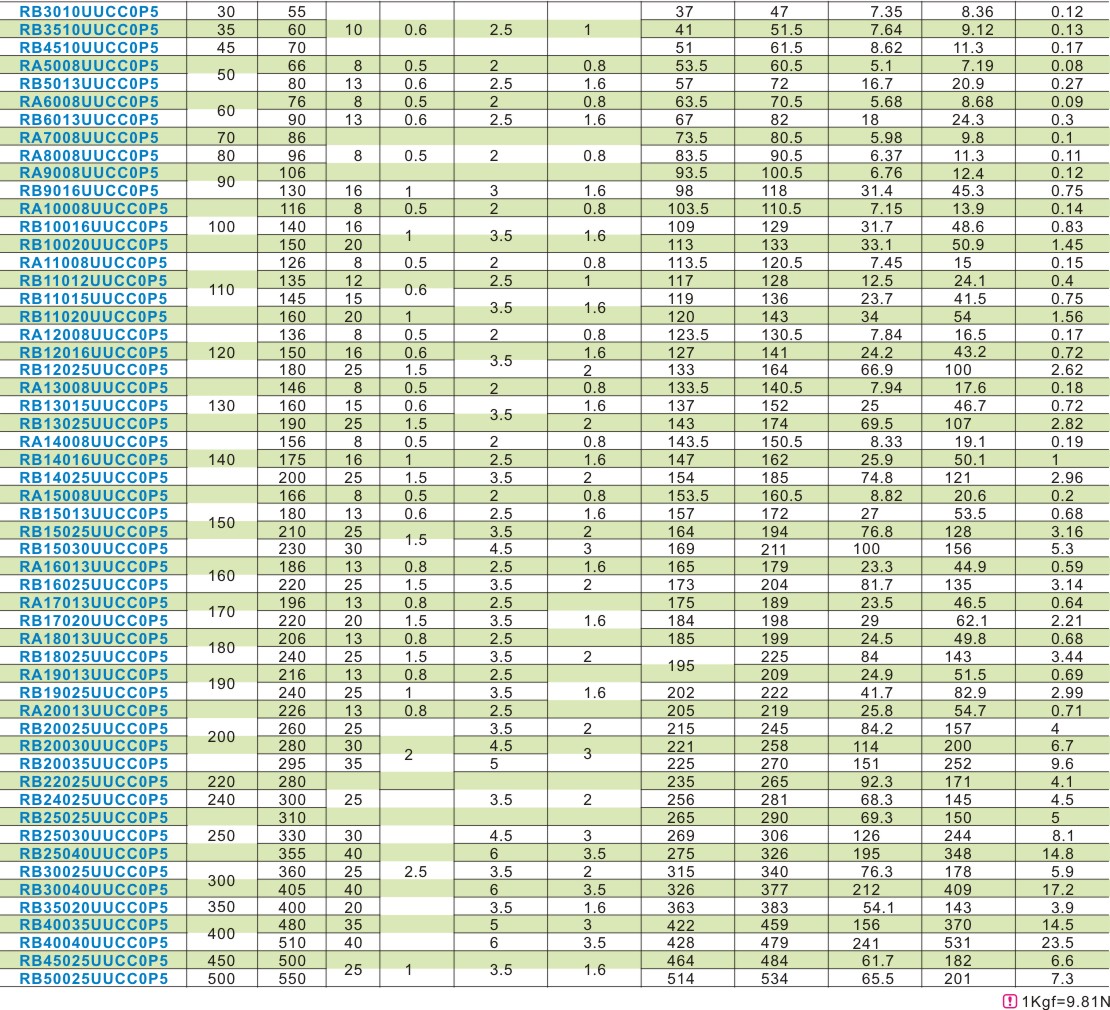 RB3010UUCC0P5 30 55 37 47 7.35 8.36 0.12
RB3510UUCC0P5 35 60 10 0.6 2.5 1 41 51.5 7.64 9.12 0.13
RB4510UUCC0P5 45 70 51 61.5 8.62 11.3 0.17
RA5008UUCC0P5 50 66 8 0.5 2 0.8 53.5 60.5 5.1 7.19 0.08
RB5013UUCC0P5 80 13 0.6 2.5 1.6 57 72 16.7 20.9 0.27
RA6008UUCC0P5 60 76 8 0.5 2 0.8 63.5 70.5 5.68 8.68 0.09
RB6013UUCC0P5 90 13 0.6 2.5 1.6 67 82 18 24.3 0.3
RA7008UUCC0P5 70 86 73.5 80.5 5.98 9.8 0.1
RA8008UUCC0P5 80 96 8 0.5 2 0.8 83.5 90.5 6.37 11.3 0.11
RA9008UUCC0P5 90 106 93.5 100.5 6.76 12.4 0.12
RB9016UUCC0P5 130 16 1 3 1.6 98 118 31.4 45.3 0.75
RA10008UUCC0P5 116 8 0.5 2 0.8 103.5 110.5 7.15 13.9 0.14
RB10016UUCC0P5 100 140 16 1 3.5 1.6 109 129 31.7 48.6 0.83
RB10020UUCC0P5 150 20 113 133 33.1 50.9 1.45
RA11008UUCC0P5 126 8 0.5 2 0.8 113.5 120.5 7.45 15 0.15
RB11012UUCC0P5 110 135 12 0.6 2.5 1 117 128 12.5 24.1 0.4
RB11015UUCC0P5 145 15 3.5 1.6 119 136 23.7 41.5 0.75
RB11020UUCC0P5 160 20 1 120 143 34 54 1.56
RA12008UUCC0P5 136 8 0.5 2 0.8 123.5 130.5 7.84 16.5 0.17
RB12016UUCC0P5 120 150 16 0.6 3.5 1.6 127 141 24.2 43.2 0.72
RB12025UUCC0P5 180 25 1.5 2 133 164 66.9 100 2.62
RA13008UUCC0P5 146 8 0.5 2 0.8 133.5 140.5 7.94 17.6 0.18
RB13015UUCC0P5 130 160 15 0.6 3.5 1.6 137 152 25 46.7 0.72
RB13025UUCC0P5 190 25 1.5 2 143 174 69.5 107 2.82
RA14008UUCC0P5 156 8 0.5 2 0.8 143.5 150.5 8.33 19.1 0.19
RB14016UUCC0P5 140 175 16 1 2.5 1.6 147 162 25.9 50.1 1
RB14025UUCC0P5 200 25 1.5 3.5 2 154 185 74.8 121 2.96
RA15008UUCC0P5 166 8 0.5 2 0.8 153.5 160.5 8.82 20.6 0.2
RB15013UUCC0P5 150 180 13 0.6 2.5 1.6 157 172 27 53.5 0.68
RB15025UUCC0P5 210 25 1.5 3.5 2 164 194 76.8 128 3.16
RB15030UUCC0P5 230 30 4.5 3 169 211 100 156 5.3
RA16013UUCC0P5 160 186 13 0.8 2.5 1.6 165 179 23.3 44.9 0.59
RB16025UUCC0P5 220 25 1.5 3.5 2 173 204 81.7 135 3.14
RA17013UUCC0P5 170 196 13 0.8 2.5 175 189 23.5 46.5 0.64
RB17020UUCC0P5 220 20 1.5 3.5 1.6 184 198 29 62.1 2.21
RA18013UUCC0P5 180 206 13 0.8 2.5 185 199 24.5 49.8 0.68
RB18025UUCC0P5 240 25 1.5 3.5 2 195 225 84 143 3.44
RA19013UUCC0P5 190 216 13 0.8 2.5 209 24.9 51.5 0.69
RB19025UUCC0P5 240 25 1 3.5 1.6 202 222 41.7 82.9 2.99
RA20013UUCC0P5 226 13 0.8 2.5 205 219 25.8 54.7 0.71
RB20025UUCC0P5 200 260 25 3.5 2 215 245 84.2 157 4
RB20030UUCC0P5 280 30 2 4.5 3 221 258 114 200 6.7
RB20035UUCC0P5 295 35 5 225 270 151 252 9.6
RB22025UUCC0P5 220 280 235 265 92.3 171 4.1
RB24025UUCC0P5 240 300 25 3.5 2 256 281 68.3 145 4.5
RB25025UUCC0P5 310 265 290 69.3 150 5
RB25030UUCC0P5 250 330 30 4.5 3 269 306 126 244 8.1
RB25040UUCC0P5 355 40 6 3.5 275 326 195 348 14.8
RB30025UUCC0P5 300 360 25 2.5 3.5 2 315 340 76.3 178 5.9
RB30040UUCC0P5 405 40 6 3.5 326 377 212 409 17.2
RB35020UUCC0P5 350 400 20 3.5 1.6 363 383 54.1 143 3.9
RB40035UUCC0P5 400 480 35 5 3 422 459 156 370 14.5
RB40040UUCC0P5 510 40 6 3.5 428 479 241 531 23.5
RB45025UUCC0P5 450 500 25 1 3.5 1.6 464 484 61.7 182 6.6
RB50025UUCC0P5 500 550 514 534 65.5 201 7.3
! 1Kgf=9.81N